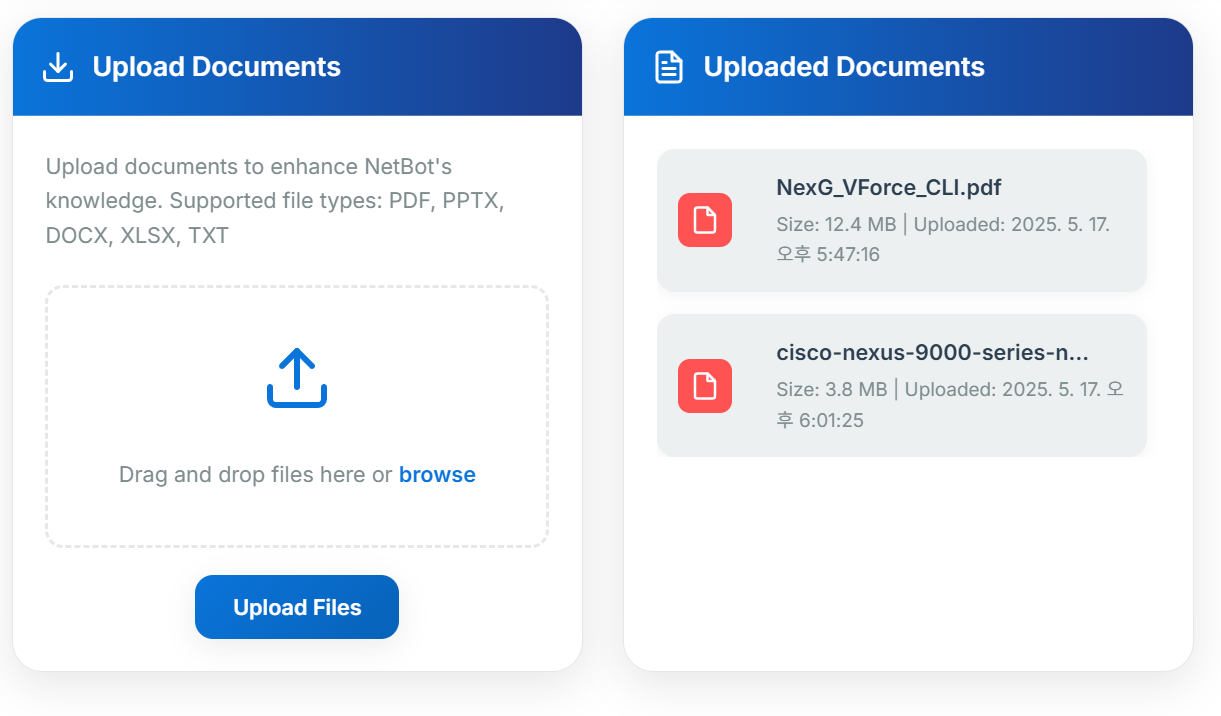 Upload Documents
Upload documents to enhance NetBot's
knowledge. Supported file types: PDF, PPTX,
DOCX, XLSX, TXT
Drag and drop files here or browse
Upload Files
Uploaded Documents
NexG_VForce_CLI.pdf
Size: 12.4 MB | Uploaded: 2025. 5. 17.
오후 5:47:16
cisco-nexus-9000-series-n...
Size: 3.8 MB | Uploaded: 2025. 5. 17. 오
후 6:01:25